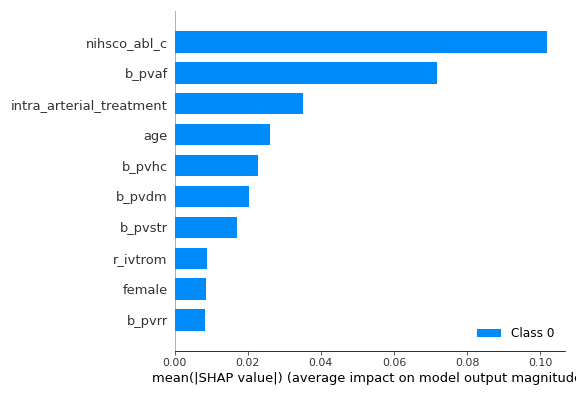 nihsco_abl_c
b_pvaf
intra_arterial_treatment
age
b_pvhc
b_pvdm
b_pvstr
r_ivtrom
female
b_pvrr
Class 0
0.00 0.02 0.04 0.06 0.08 0.10
mean(|SHAP value|) (average impact on model output magnitude